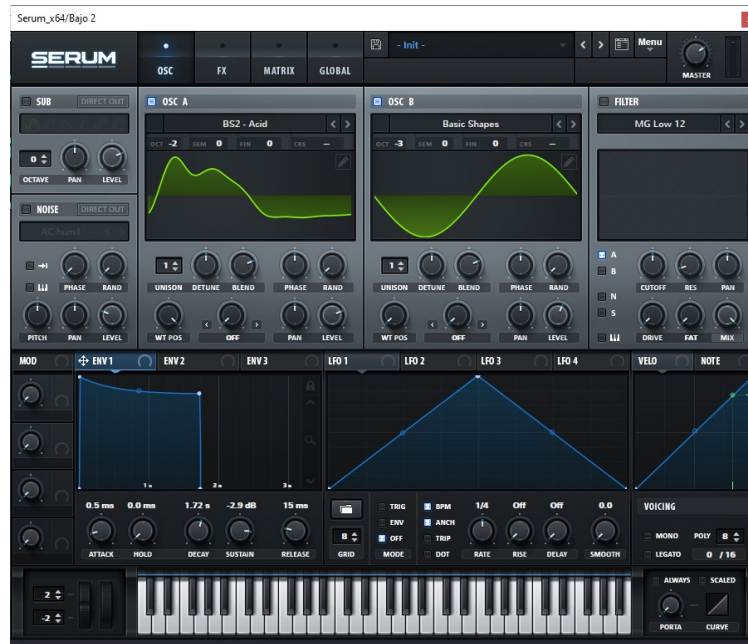 Serum_x64/Bajo 2
SERUM
OSC FX MATRIX GLOBAL
- Init -
Menu
MASTER
SUB DIRECT OUT
0
OCTAVE PAN LEVEL
NOISE DIRECT OUT
AC hum1
PHASE RAND
PITCH PAN LEVEL
OSC A
BS2 - Acid
OCT -2 SEM 0 FIN 0 CRS --
1
UNISON DETUNE BLEND PHASE RAND
WT POS OFF PAN LEVEL
OSC B
Basic Shapes
OCT -3 SEM 0 FIN 0 CRS --
1
UNISON DETUNE BLEND PHASE RAND
WT POS OFF PAN LEVEL
FILTER
MG Low 12
A
B
N
S
CUTOFF RES PAN
DRIVE FAT MIX
MOD ENV 1 ENV 2 ENV 3
1s 2s 3s
0.5 ms 0.0 ms 1.72 s -2.9 dB 15 ms
ATTACK HOLD DECAY SUSTAIN RELEASE
LFO 1 LFO 2 LFO 3 LFO 4
8
GRID
TRIG
ENV
OFF
MODE
BPM
ANCH
TRIP
DOT
1/4 Off Off 0.0
RATE RISE DELAY SMOOTH
VELO NOTE
VOICING
MONO POLY 8
LEGATO 0 /16
2
-2
ALWAYS SCALED
PORTA CURVE